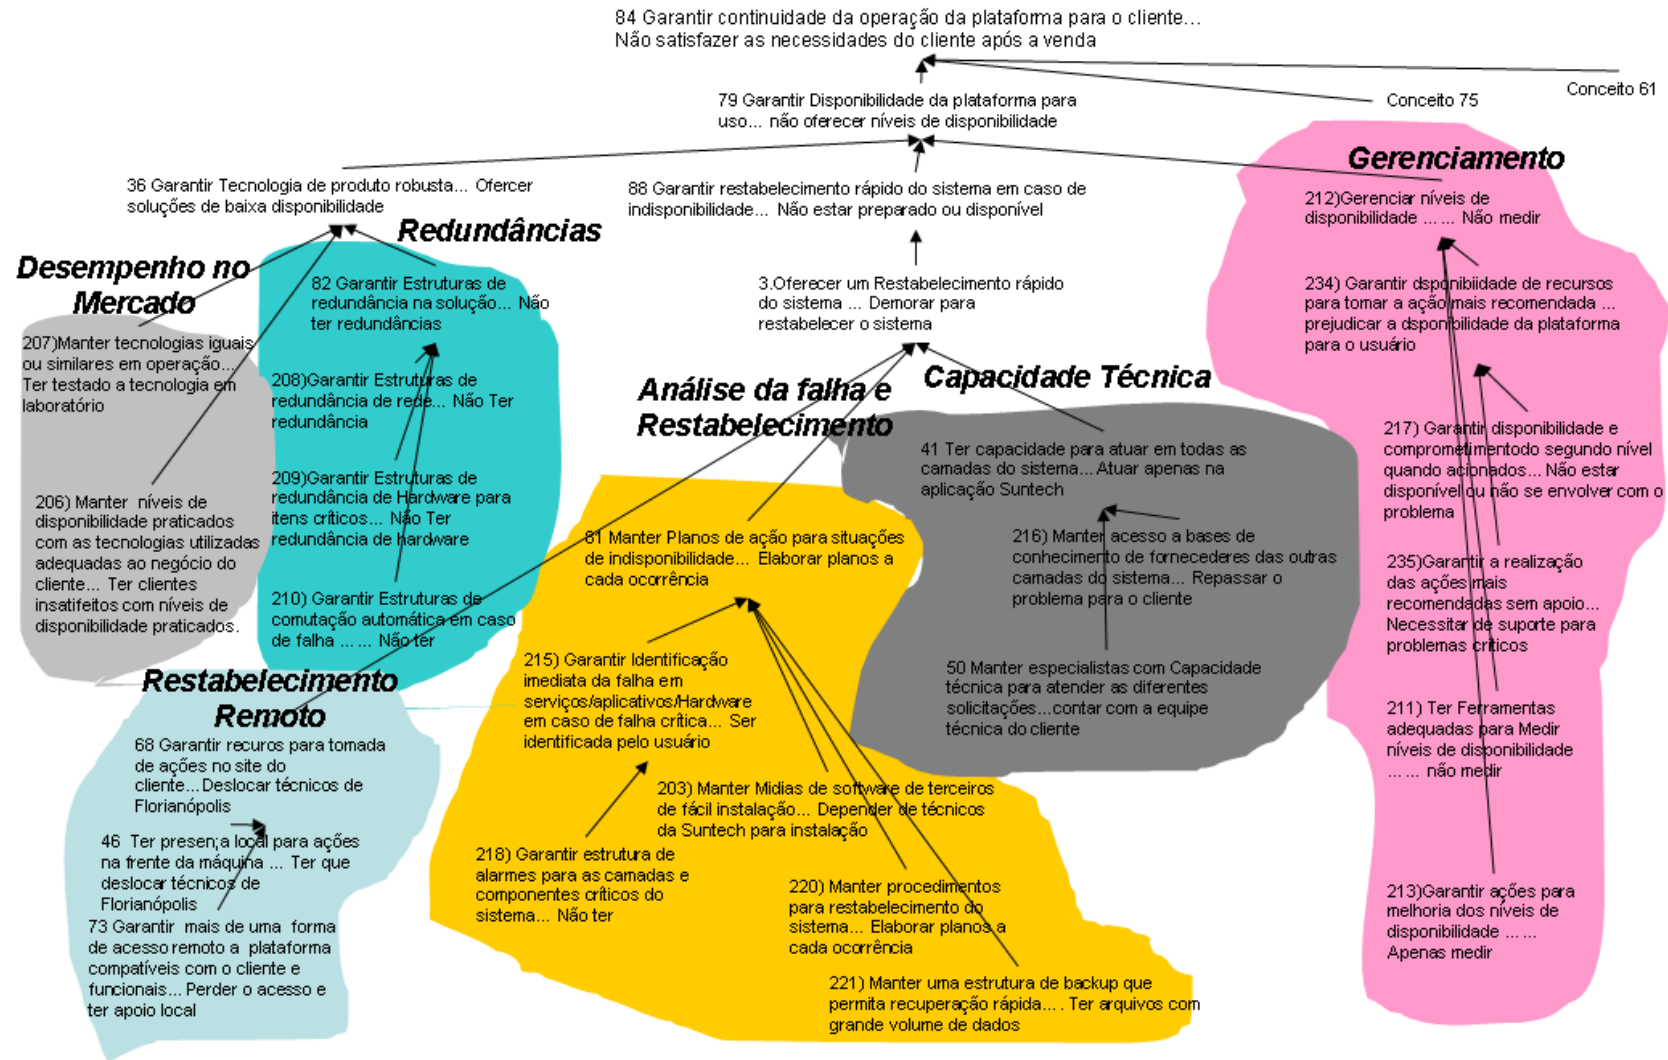 84 Garantir continuidade da operação da plataforma para o cliente...
Não satisfazer as necessidades do cliente após a venda
Conceito 61
79 Garantir Disponibilidade da plataforma para
uso... não oferecer níveis de disponibilidade
Conceito 75
36 Garantir Tecnologia de produto robusta... Ofercer
soluções de baixa disponibilidade
88 Garantir restabelecimento rápido do sistema em caso de
indisponibilidade... Não estar preparado ou disponível
Gerenciamento
212)Gerenciar níveis de
disponibilidade ... ... Não medir
Redundâncias
Desempenho no
Mercado
82 Garantir Estruturas de
redundância na solução... Não
ter redundâncias
3.Oferecer um Restabelecimento rápido
do sistema ... Demorar para
restabelecer o sistema
234) Garantir dsponibiidade de recursos
para tomar a ação mais recomendada ...
prejudicar a dsponibilidade da plataforma
para o usuário
207)Manter tecnologias iguais
ou similares em operação...
Ter testado a tecnologia em
laboratório
208)Garantir Estruturas de
redundância de rede... Não Ter
redundância
Análise da falha e
Restabelecimento
Capacidade Técnica
41 Ter capacidade para atuar em todas as
camadas do sistema... Atuar apenas na
aplicação Suntech
217) Garantir disponibilidade e
comprometimentodo segundo nível
quando acionados... Não estar
disponível ou não se envolver com o
problema
209)Garantir Estruturas de
redundância de Hardware para
itens críticos... Não Ter
redundância de hardware
206) Manter níveis de
disponibilidade praticados
com as tecnologias utilizadas
adequadas ao negócio do
cliente... Ter clientes
insatifeitos com níveis de
disponibilidade praticados.
81 Manter Planos de ação para situações
de indisponibilidade... Elaborar planos a
cada ocorrência
216) Manter acesso a bases de
conhecimento de fornecederes das outras
camadas do sistema... Repassar o
problema para o cliente
235)Garantir a realização
das ações mais
recomendadas sem apoio...
Necessitar de suporte para
problemas críticos
210) Garantir Estruturas de
comutação automática em caso
de falha ... ... Não ter
215) Garantir Identificação
imediata da falha em
serviços/aplicativos/Hardware
em caso de falha crítica... Ser
identificada pelo usuário
50 Manter especialistas com Capacidade
técnica para atender as diferentes
solicitações...contar com a equipe
técnica do cliente
211) Ter Ferramentas
adequadas para Medir
níveis de disponibilidade
... ... não medir
Restabelecimento
Remoto
68 Garantir recuros para tomada
de ações no site do
cliente... Deslocar técnicos de
Florianópolis
203) Manter Midias de software de terceiros
de fácil instalação... Depender de técnicos
da Suntech para instalação
46 Ter presen;a local para ações
na frente da máquina ... Ter que
deslocar técnicos de
Florianópolis
218) Garantir estrutura de
alarmes para as camadas e
componentes críticos do
sistema... Não ter
220) Manter procedimentos
para restabelecimento do
sistema... Elaborar planos a
cada ocorrência
213)Garantir ações para
melhoria dos níveis de
disponibilidade ... ...
Apenas medir
73 Garantir mais de uma forma
de acesso remoto a plataforma
compatíveis com o cliente e
funcionais... Perder o acesso e
ter apoio local
221) Manter uma estrutura de backup que
permita recuperação rápida... . Ter arquivos com
grande volume de dados